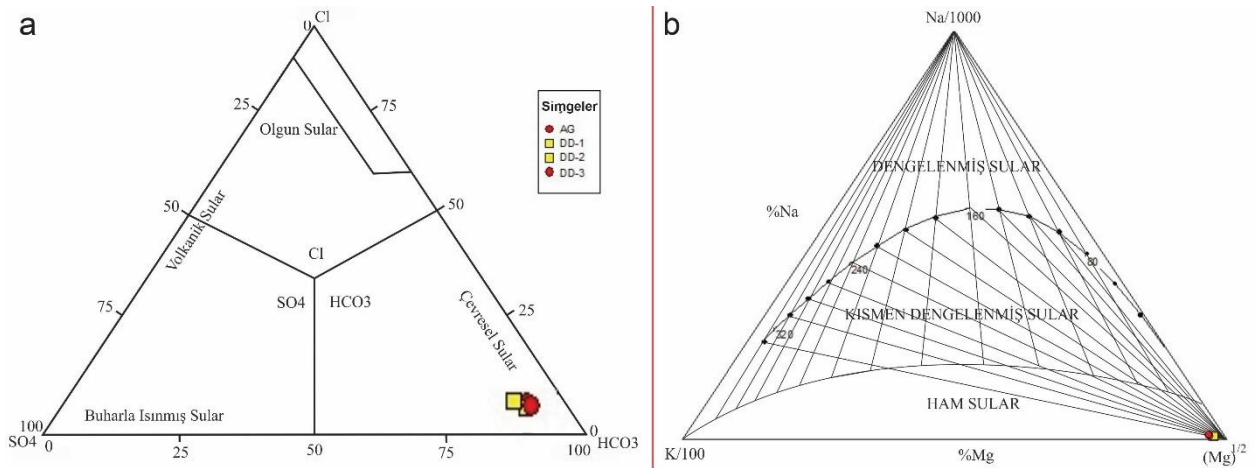 a
Cl
0
25
75
Olgun Sular
Simgeler
AG
DD-1
DD-2
DD-3
50
50
Volkanik Sular
Cl
SO4
HCO3
75
25
Çevresel Sular
Buharla Isınmış Sular
100
0
SO4
0
25
50
75
100
HCO3
b
Na/1000
DENGELENMİŞ SULAR
%Na
160
80
240
KISMEN DENGELENMİŞ SULAR
320
HAM SULAR
K/100
%Mg
(Mg)1/2